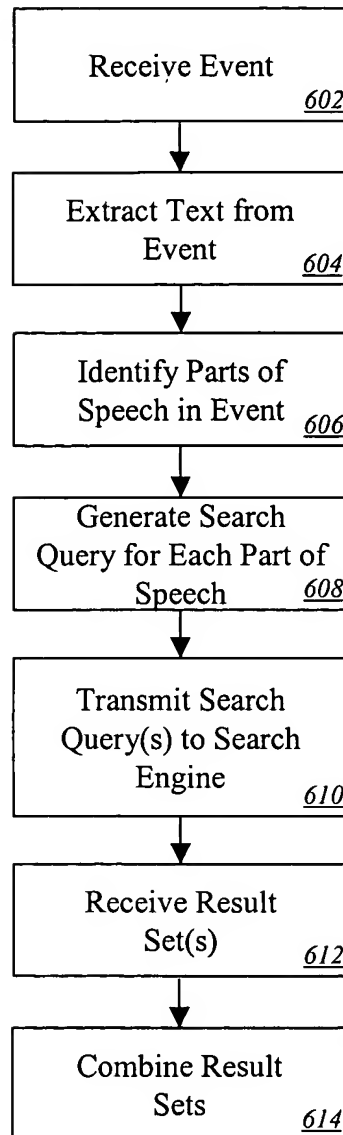 Receive Event
602
Extract Text from
Event
604
Identify Parts of
Speech in Event
606
Generate Search
Query for Each Part of
Speech
608
Transmit Search
Query(s) to Search
Engine
610
Receive Result
Set(s)
612
Combine Result
Sets
614